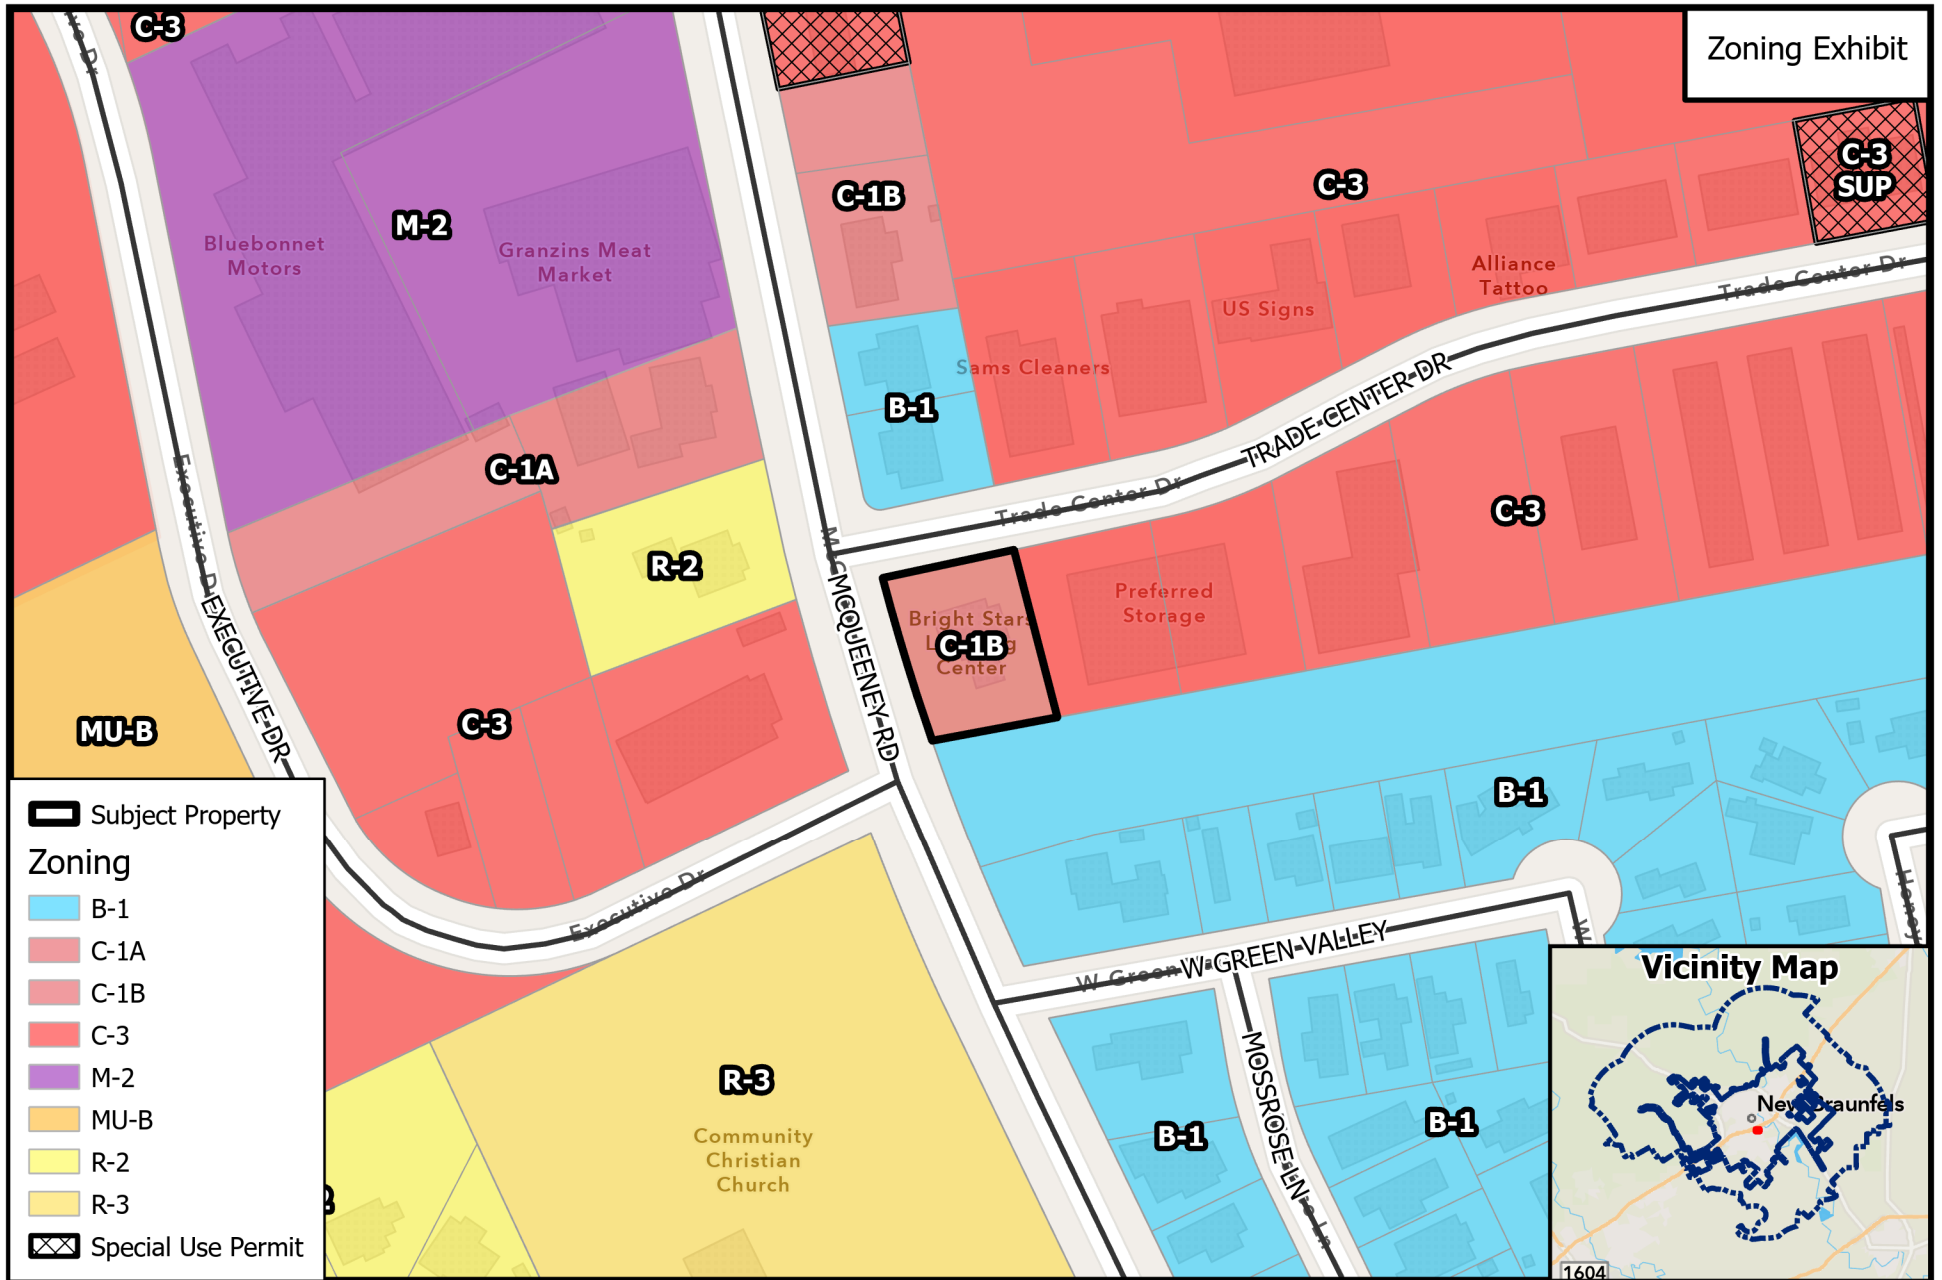 Zoning Exhibit
C-3
ve Dr
M-2
Bluebonnet
Motors
Granzins Meat
Market
C-1B
C-3
C-3
SUP
Alliance
Tattoo
Trade Center Dr
US Signs
Sams Cleaners
B-1
TRADE CENTER DR
Trade Center Dr
C-1A
C-3
Executive D
EXECUTIVE DR
R-2
MCQUEENEY RD
Bright Stars
Center
C-1B
Preferred
Storage
MU-B
C-3
B-1
Executive Dr
W GREEN VALLEY
W Green
W
Honey
MOSSROSE LN
Ln
R-3
Community
Christian
Church
B-1
B-1
Subject Property
Zoning
B-1
C-1A
C-1B
C-3
M-2
MU-B
R-2
R-3
Special Use Permit
Vicinity Map
New Braunfels
1604